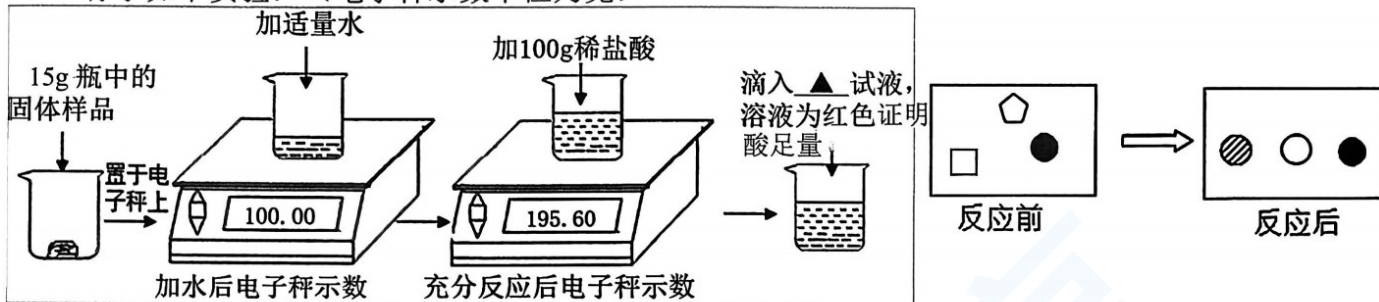 加适量水
加100g稀盐酸
15g 瓶中的
固体样品
滴入 ▲ 试液，
溶液为红色证明
酸足量
置于电
子秤上
100.00
195.60
加水后电子秤示数
充分反应后电子秤示数
反应前
反应后